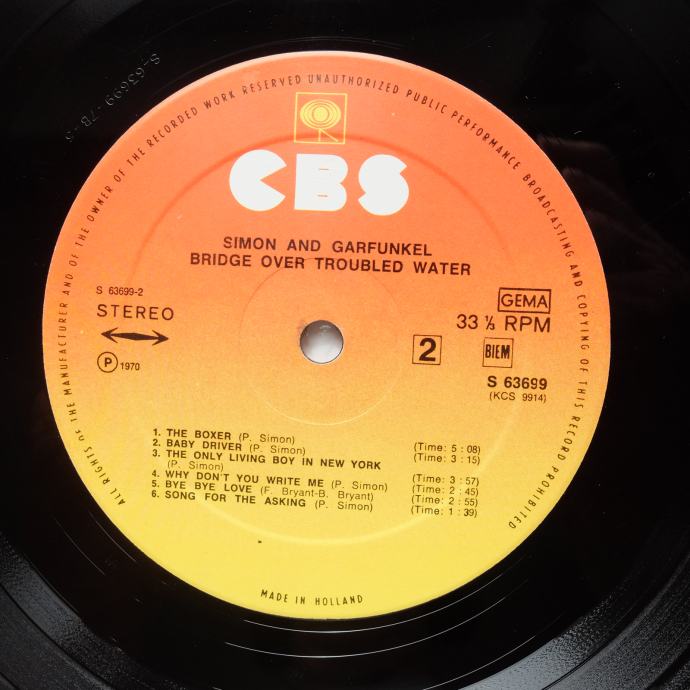 S-63699 7B-5
ALL RIGHTS OF THE MANUFACTURER AND OF THE OWNER OF THE RECORDED WORK RESERVED UNAUTHORIZED PUBLIC PERFORMANCE BROADCASTING AND COPYING OF THIS RECORD PROHIBITED
CBS
SIMON AND GARFUNKEL
BRIDGE OVER TROUBLED WATER
S 63699-2
STEREO
GEMA
33 ⅓ RPM
2
BIEM
Ⓟ 1970
S 63699
(KCS 9914)
1. THE BOXER (P. Simon) (Time: 5 : 08)
2. BABY DRIVER (P. Simon) (Time: 3 : 15)
3. THE ONLY LIVING BOY IN NEW YORK
(P. Simon) (Time: 3 : 57)
4. WHY DON'T YOU WRITE ME (P. Simon) (Time: 2 : 45)
5. BYE BYE LOVE (F. Bryant-B. Bryant) (Time: 2 : 55)
6. SONG FOR THE ASKING (P. Simon) (Time: 1 : 39)
MADE IN HOLLAND